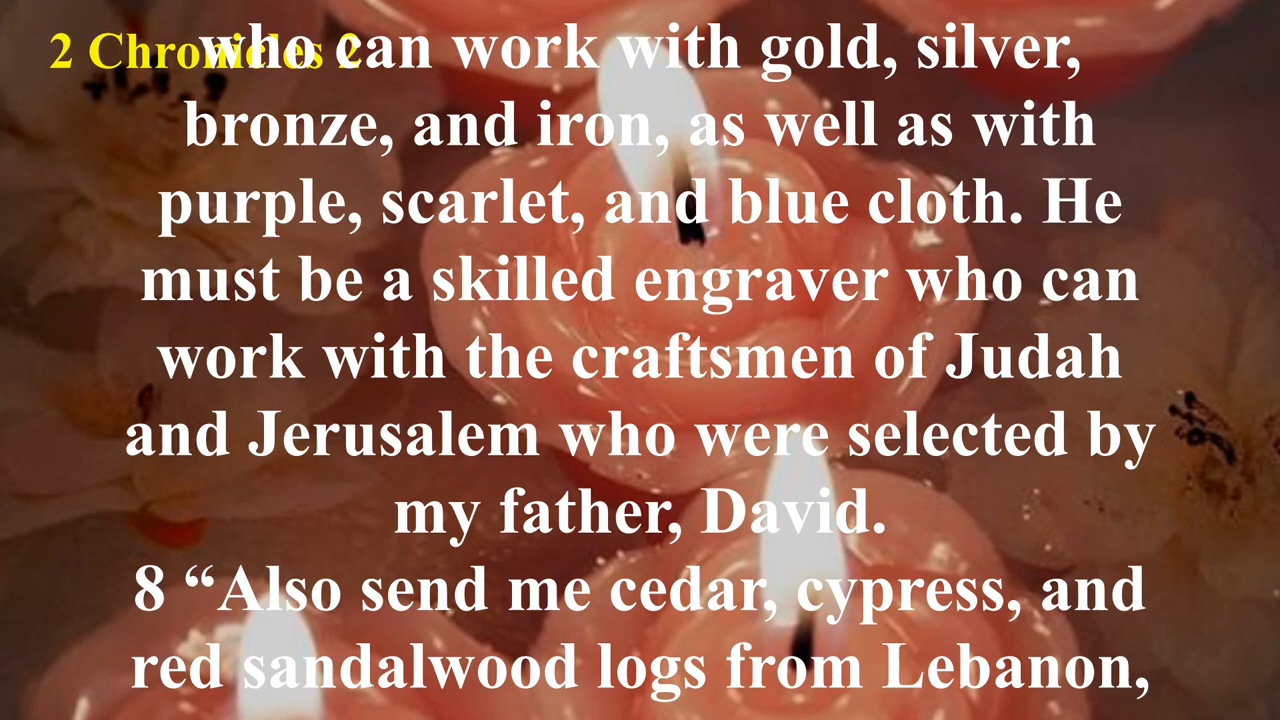 2 Chronicles 2
who can work with gold, silver,
bronze, and iron, as well as with
purple, scarlet, and blue cloth. He
must be a skilled engraver who can
work with the craftsmen of Judah
and Jerusalem who were selected by
my father, David.
8 “Also send me cedar, cypress, and
red sandalwood logs from Lebanon,